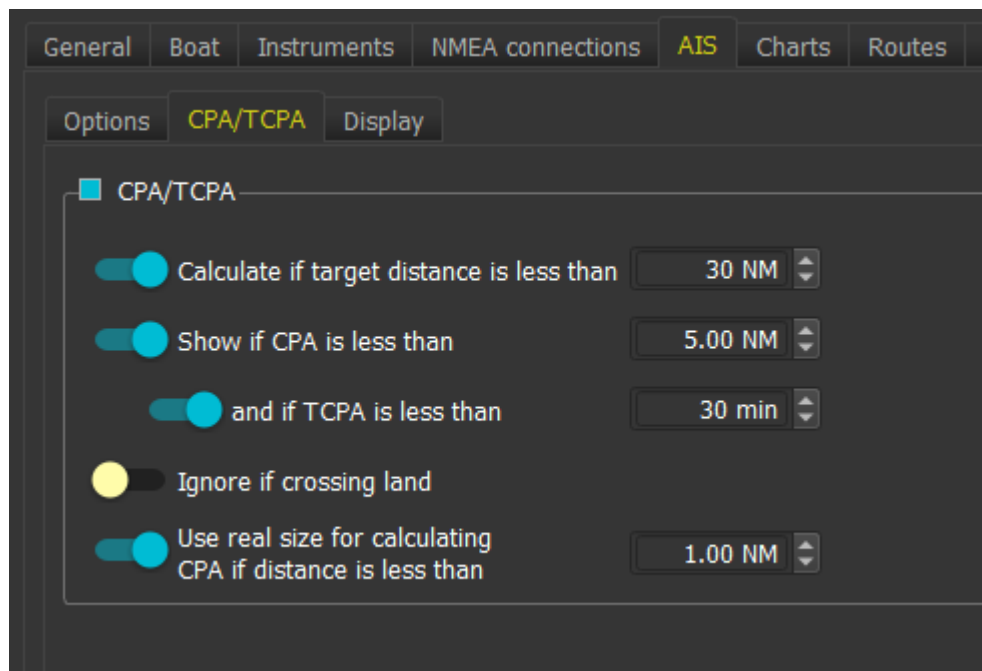 General Boat Instruments NMEA connections AIS Charts Routes
Options CPA/TCPA Display
CPA/TCPA
Calculate if target distance is less than 30 NM
Show if CPA is less than 5.00 NM
and if TCPA is less than 30 min
Ignore if crossing land
Use real size for calculating
CPA if distance is less than 1.00 NM